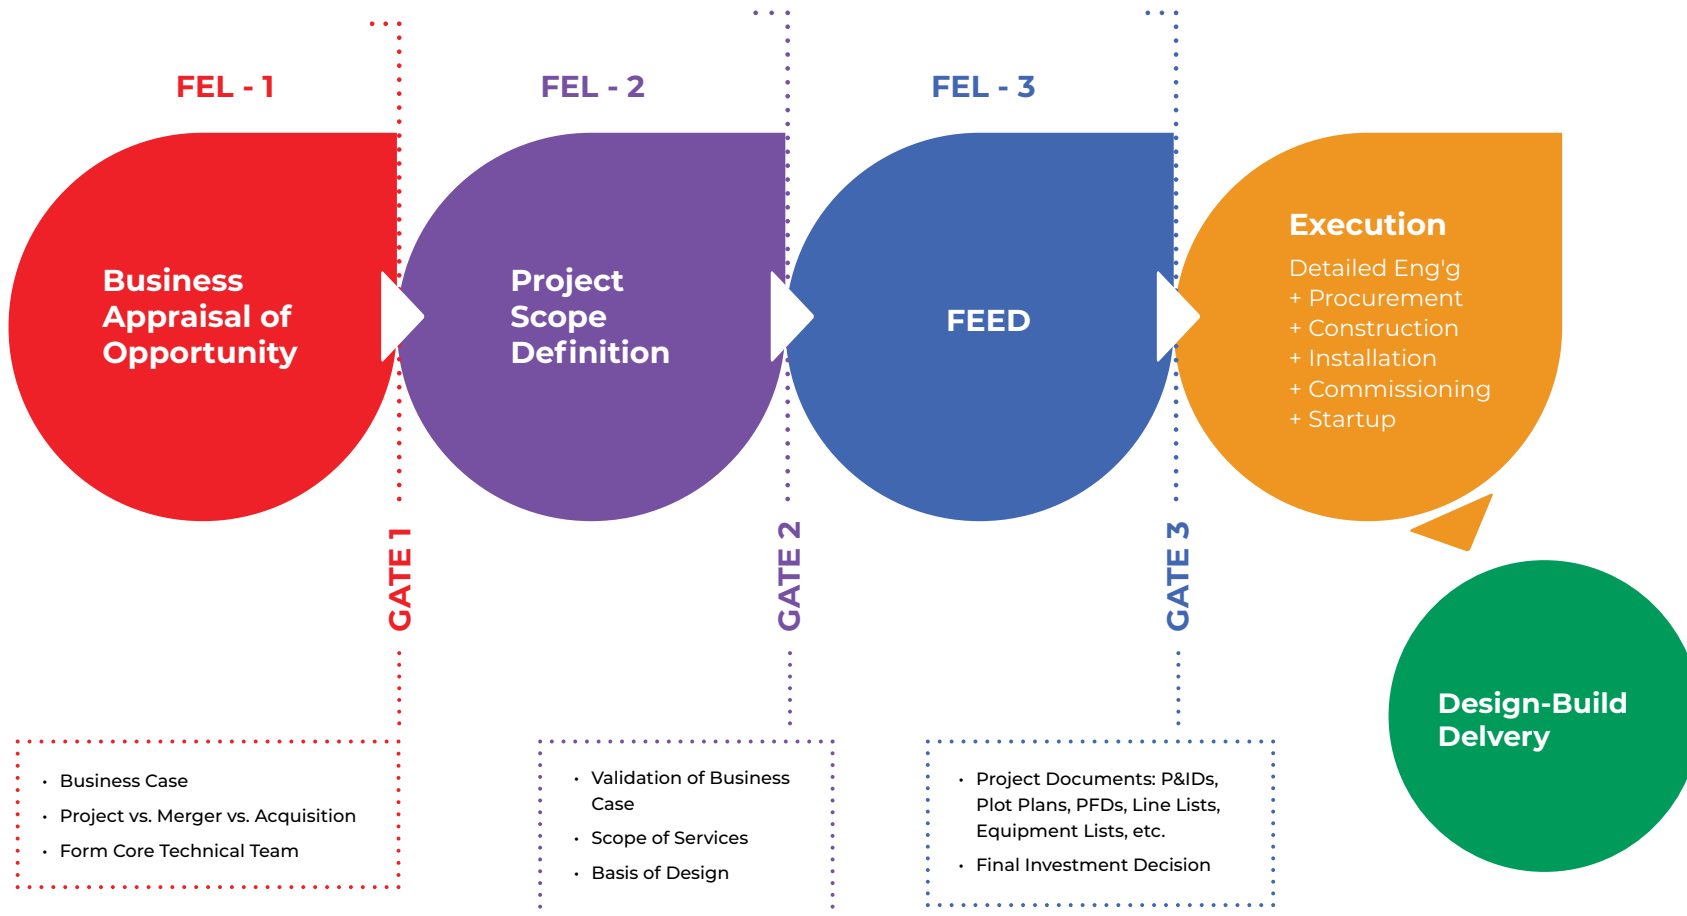 FEL - 1
FEL - 2
FEL - 3
Business
Appraisal of
Opportunity
Project
Scope
Definition
FEED
Execution
Detailed Eng'g
+ Procurement
+ Construction
+ Installation
+ Commissioning
+ Startup
GATE 1
GATE 2
GATE 3
Design-Build
Delvery
• Business Case
• Project vs. Merger vs. Acquisition
• Form Core Technical Team
• Validation of Business
Case
• Scope of Services
• Basis of Design
• Project Documents: P&IDs,
Plot Plans, PFDs, Line Lists,
Equipment Lists, etc.
• Final Investment Decision